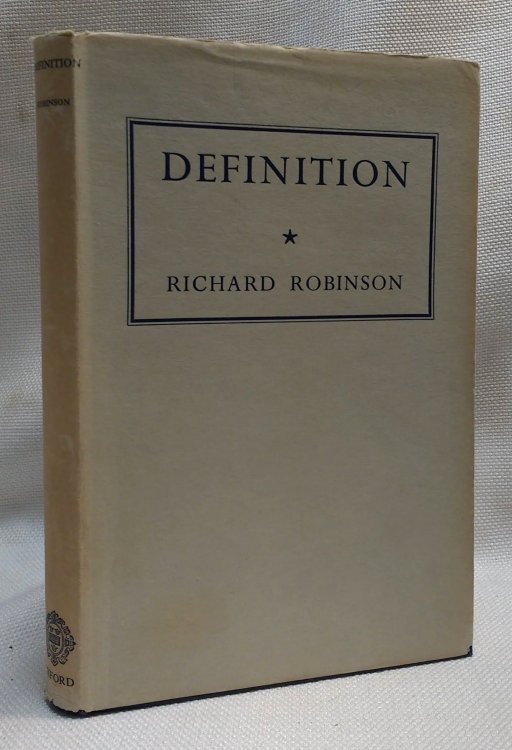 DEFINITION
ROBINSON
DEFINITION
RICHARD ROBINSON
OXFORD